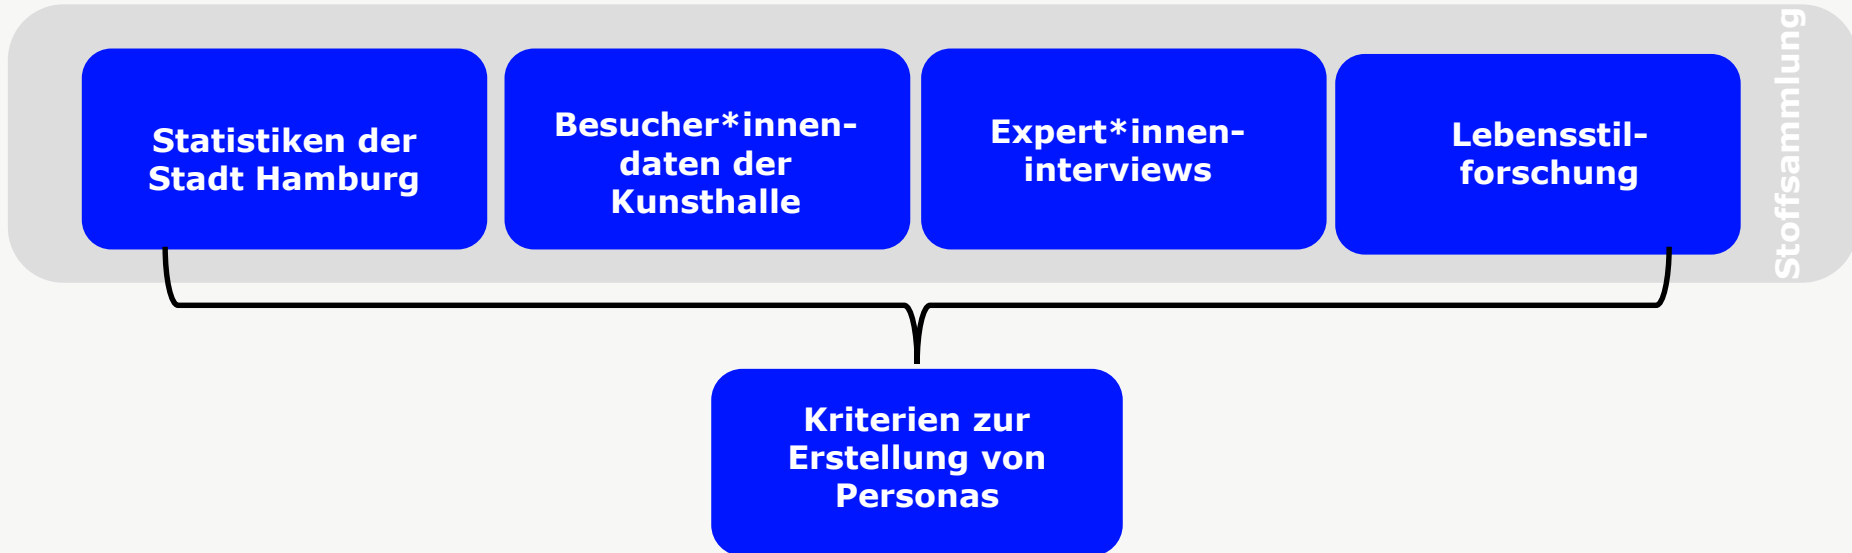 Statistiken der
Stadt Hamburg
Besucher*innen-
daten der
Kunsthalle
Expert*innen-
interviews
Lebensstil-
forschung
Stoffsammlung
Kriterien zur
Erstellung von
Personas